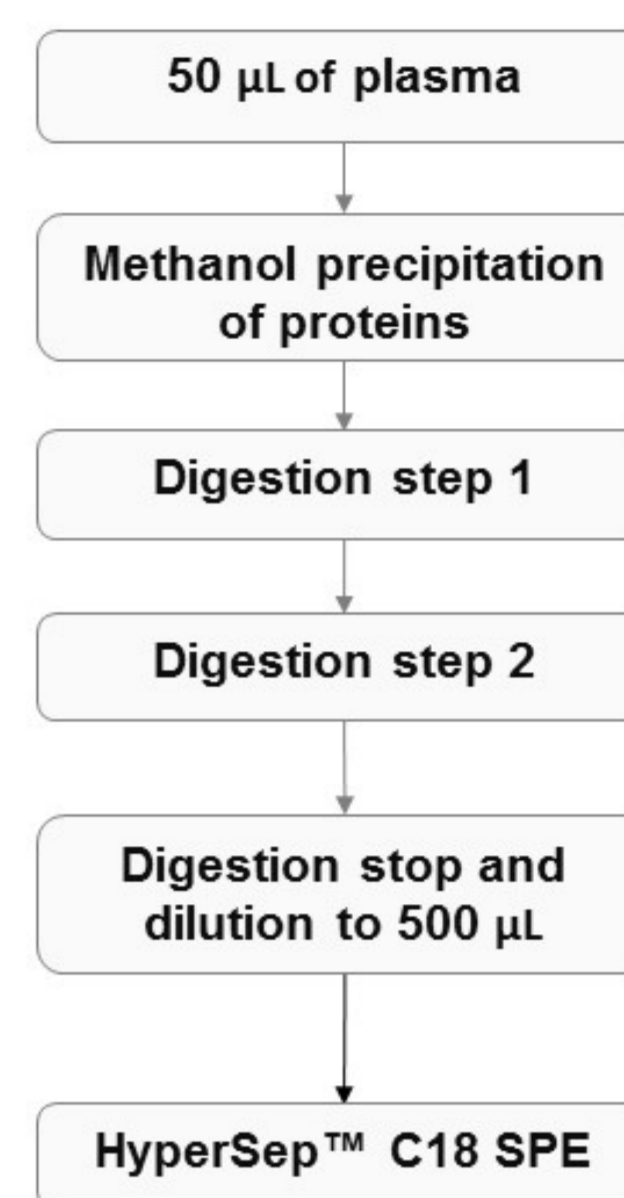 50 µL of plasma
Methanol precipitation
of proteins
Digestion step 1
Digestion step 2
Digestion stop and
dilution to 500 µL
HyperSep™ C18 SPE